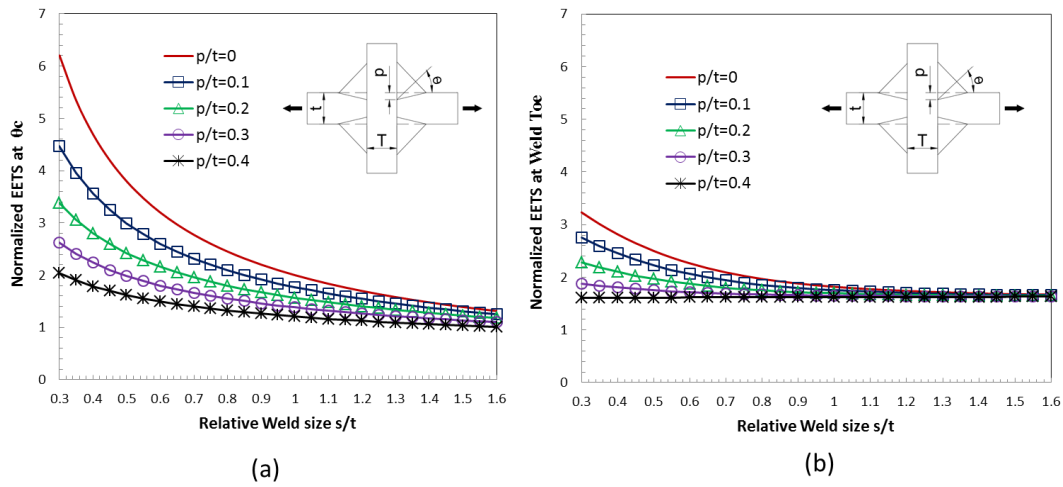 7
6
5
4
3
2
1
0
Normalized EETS at θc
p/t=0
p/t=0.1
p/t=0.2
p/t=0.3
p/t=0.4
p
θ
t
T
0.3 0.4 0.5 0.6 0.7 0.8 0.9 1 1.1 1.2 1.3 1.4 1.5 1.6
Relative Weld size s/t
(a)
7
6
5
4
3
2
1
0
Normalized EETS at Weld Toe
p/t=0
p/t=0.1
p/t=0.2
p/t=0.3
p/t=0.4
p
θ
t
T
0.3 0.4 0.5 0.6 0.7 0.8 0.9 1 1.1 1.2 1.3 1.4 1.5 1.6
Relative Weld size s/t
(b)